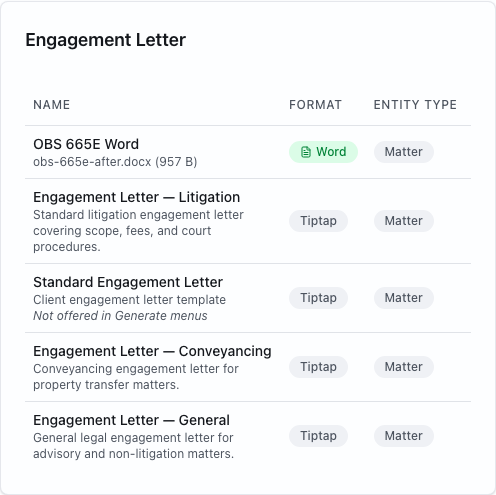 Engagement Letter
NAME FORMAT ENTITY TYPE
OBS 665E Word
obs-665e-after.docx (957 B)
Word Matter
Engagement Letter — Litigation
Standard litigation engagement letter
covering scope, fees, and court
procedures.
Tiptap Matter
Standard Engagement Letter
Client engagement letter template
Not offered in Generate menus
Tiptap Matter
Engagement Letter — Conveyancing
Conveyancing engagement letter for
property transfer matters.
Tiptap Matter
Engagement Letter — General
General legal engagement letter for
advisory and non-litigation matters.
Tiptap Matter